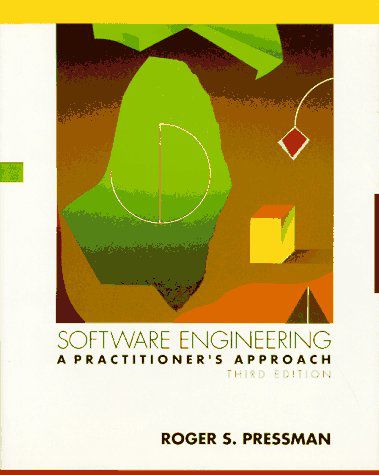 SOFTWARE ENGINEERING
A PRACTITIONER'S APPROACH
THIRD EDITION
ROGER S. PRESSMAN